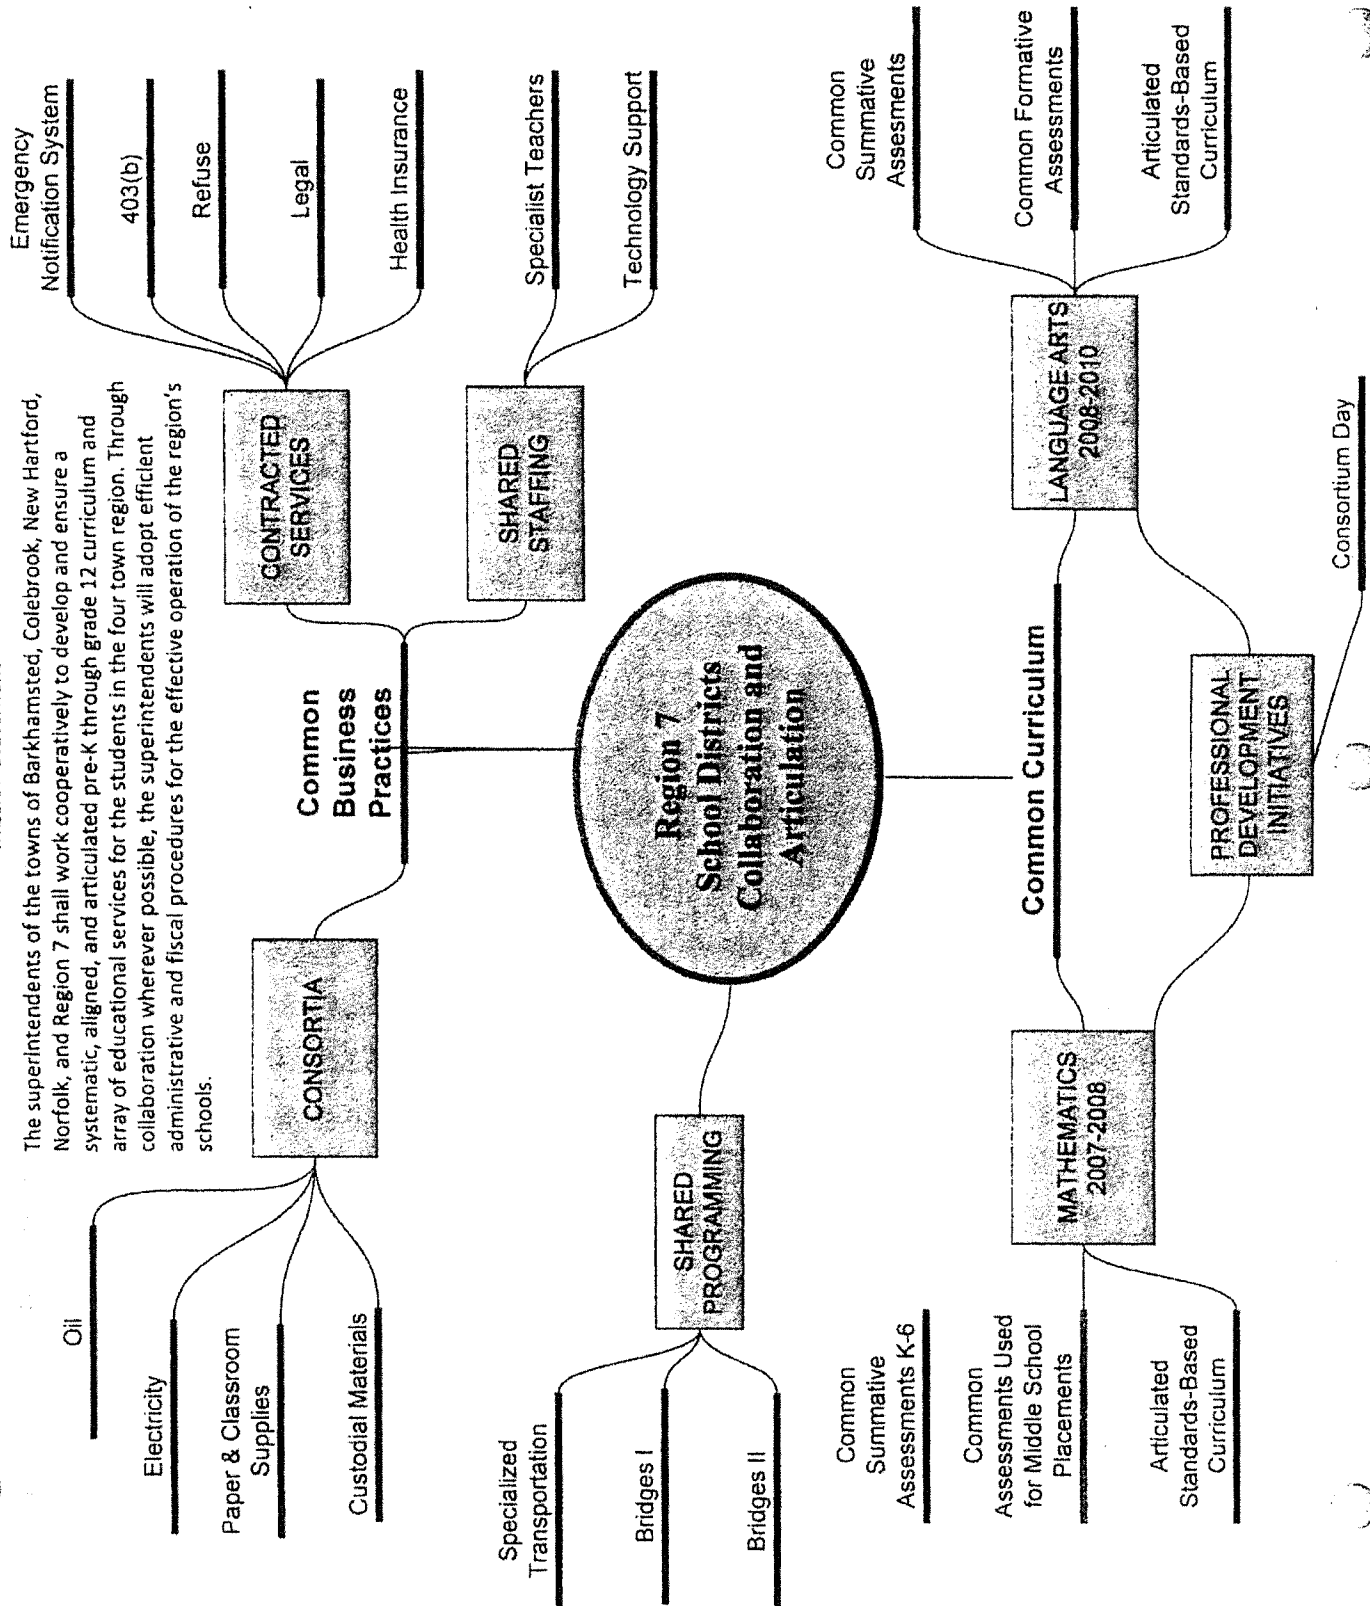 The superintendents of the towns of Barkhamsted, Colebrook, New Hartford,
Norfolk, and Region 7 shall work cooperatively to develop and ensure a
systematic, aligned, and articulated pre-K through grade 12 curriculum and
array of educational services for the students in the four town region. Through
collaboration wherever possible, the superintendents will adopt efficient
administrative and fiscal procedures for the effective operation of the region's
schools.
Oil
Electricity
Paper & Classroom
Supplies
Custodial Materials
CONSORTIA
Common
Business
Practices
CONTRACTED
SERVICES
Emergency
Notification System
403(b)
Refuse
Legal
Health Insurance
SHARED
STAFFING
Specialist Teachers
Technology Support
Region 7
School Districts
Collaboration and
Articulation
SHARED
PROGRAMMING
Specialized
Transportation
Bridges I
Bridges II
Common Curriculum
MATHEMATICS
2007-2008
Common
Summative
Assessments K-6
Common
Assessments Used
for Middle School
Placements
Articulated
Standards-Based
Curriculum
LANGUAGE ARTS
2008-2010
Common
Summative
Assesments
Common Formative
Assessments
Articulated
Standards-Based
Curriculum
PROFESSIONAL
DEVELOPMENT
INITIATIVES
Consortium Day